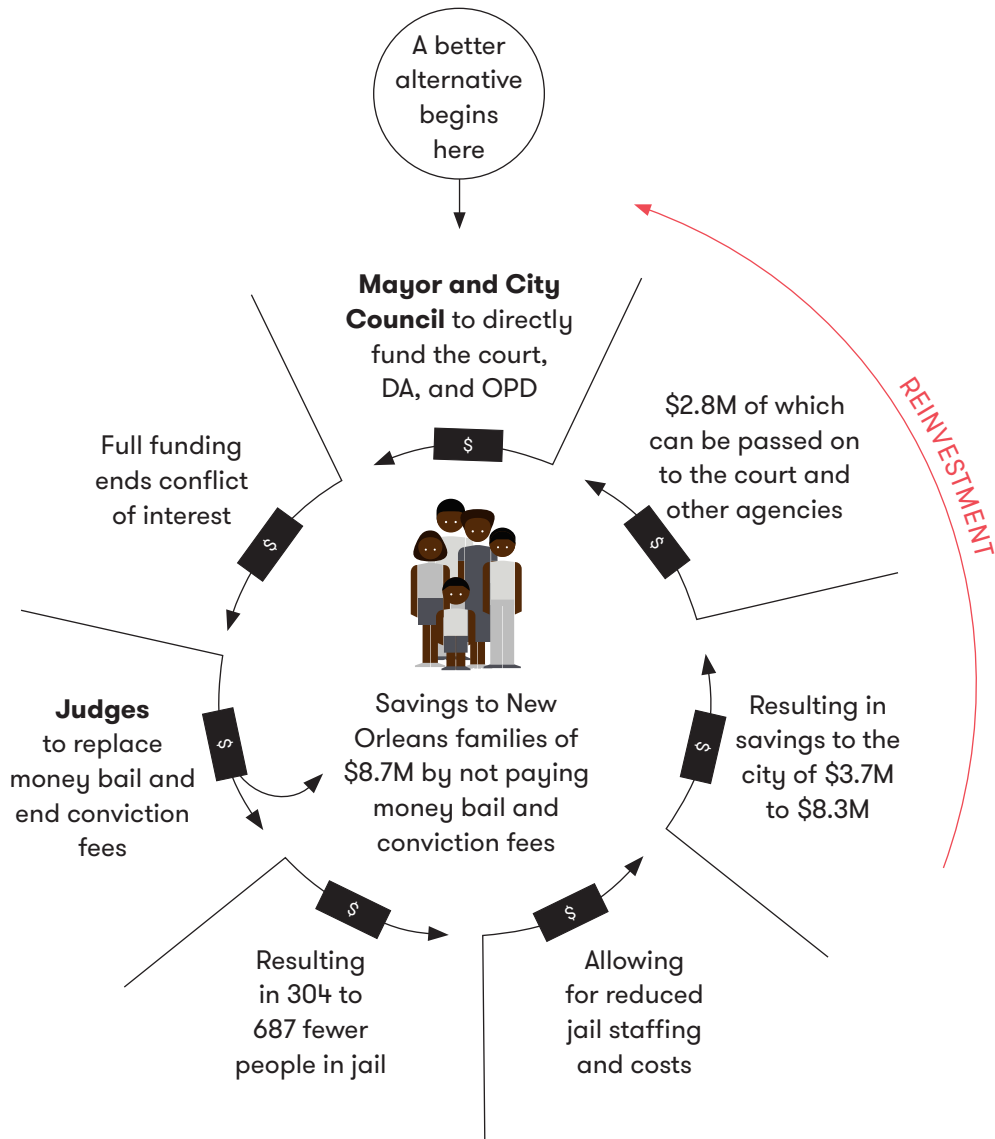 A better
alternative
begins
here
Mayor and City
Council to directly
fund the court,
DA, and OPD
$
Full funding
ends conflict
of interest
$
Judges
to replace
money bail and
end conviction
fees
$
Savings to New
Orleans families of
$8.7M by not paying
money bail and
conviction fees
Resulting
in 304 to
687 fewer
people in jail
$
Allowing
for reduced
jail staffing
and costs
$
Resulting in
savings to the
city of $3.7M
to $8.3M
$
$2.8M of which
can be passed on
to the court and
other agencies
$
REINVESTMENT